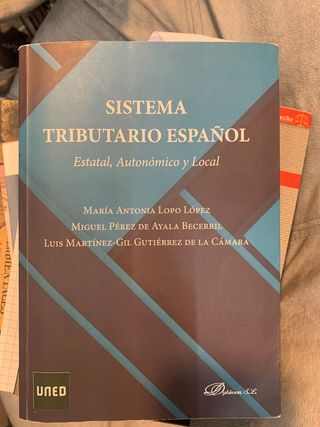 SISTEMA
TRIBUTARIO ESPAÑOL
Estatal, Autonómico y Local
MARÍA ANTONIA LOPO LÓPEZ
MIGUEL PÉREZ DE AYALA BECERRIL
LUIS MARTÍNEZ-GIL GUTIÉRREZ DE LA CÁMARA
UNED
Dykinson, S.L.